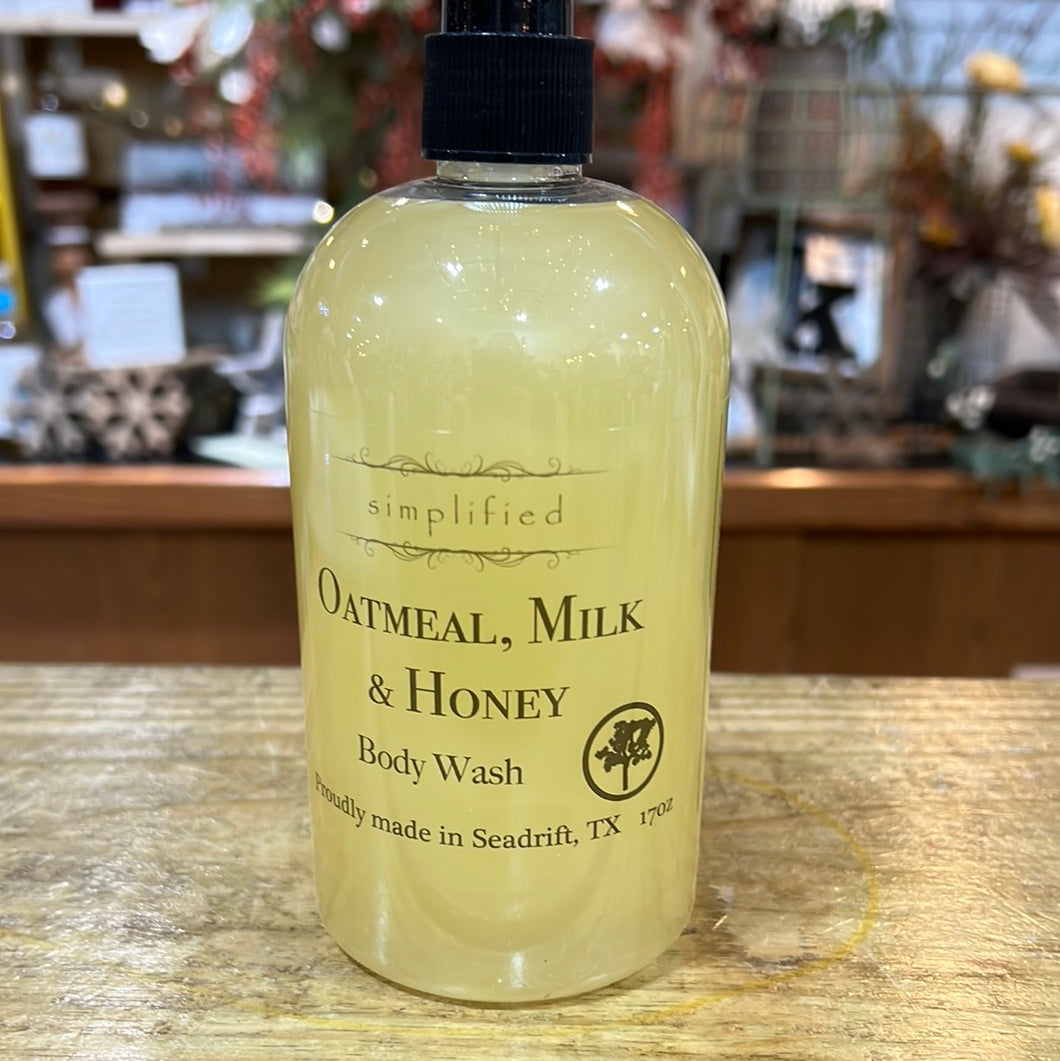 simplified
Oatmeal, Milk
& Honey
Body Wash
Proudly made in Seadrift, TX 17oz